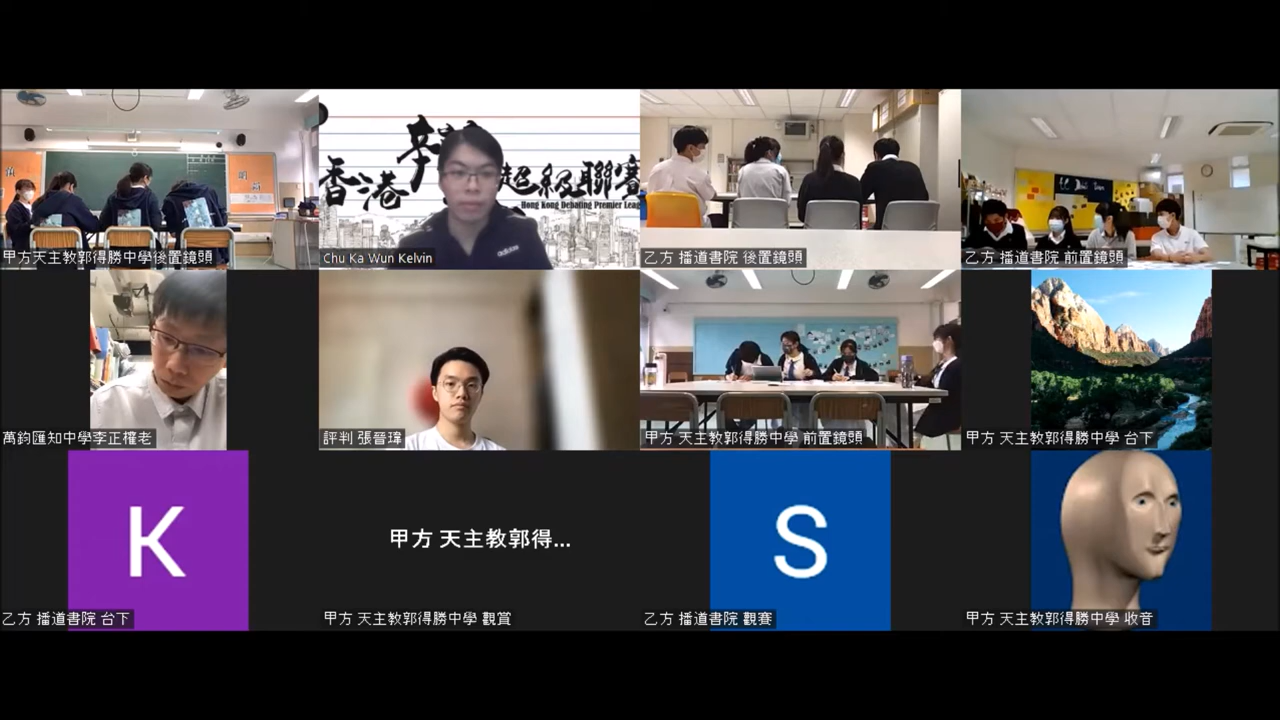 甲方天主教郭得勝中學後置鏡頭
香港辯
超級聯賽
Hong Kong Debating Premier Leag
Chu Ka Wun Kelvin
乙方 播道書院 後置鏡頭
乙方 播道書院 前置鏡頭
萬鈞匯知中學李正權老
評判 張晉瑋
甲方 天主教郭得勝中學 前置鏡頭
甲方 天主教郭得勝中學 台下
K
乙方 播道書院 台下
甲方 天主教郭得...
甲方 天主教郭得勝中學 觀賞
S
乙方 播道書院 觀賽
甲方 天主教郭得勝中學 收音